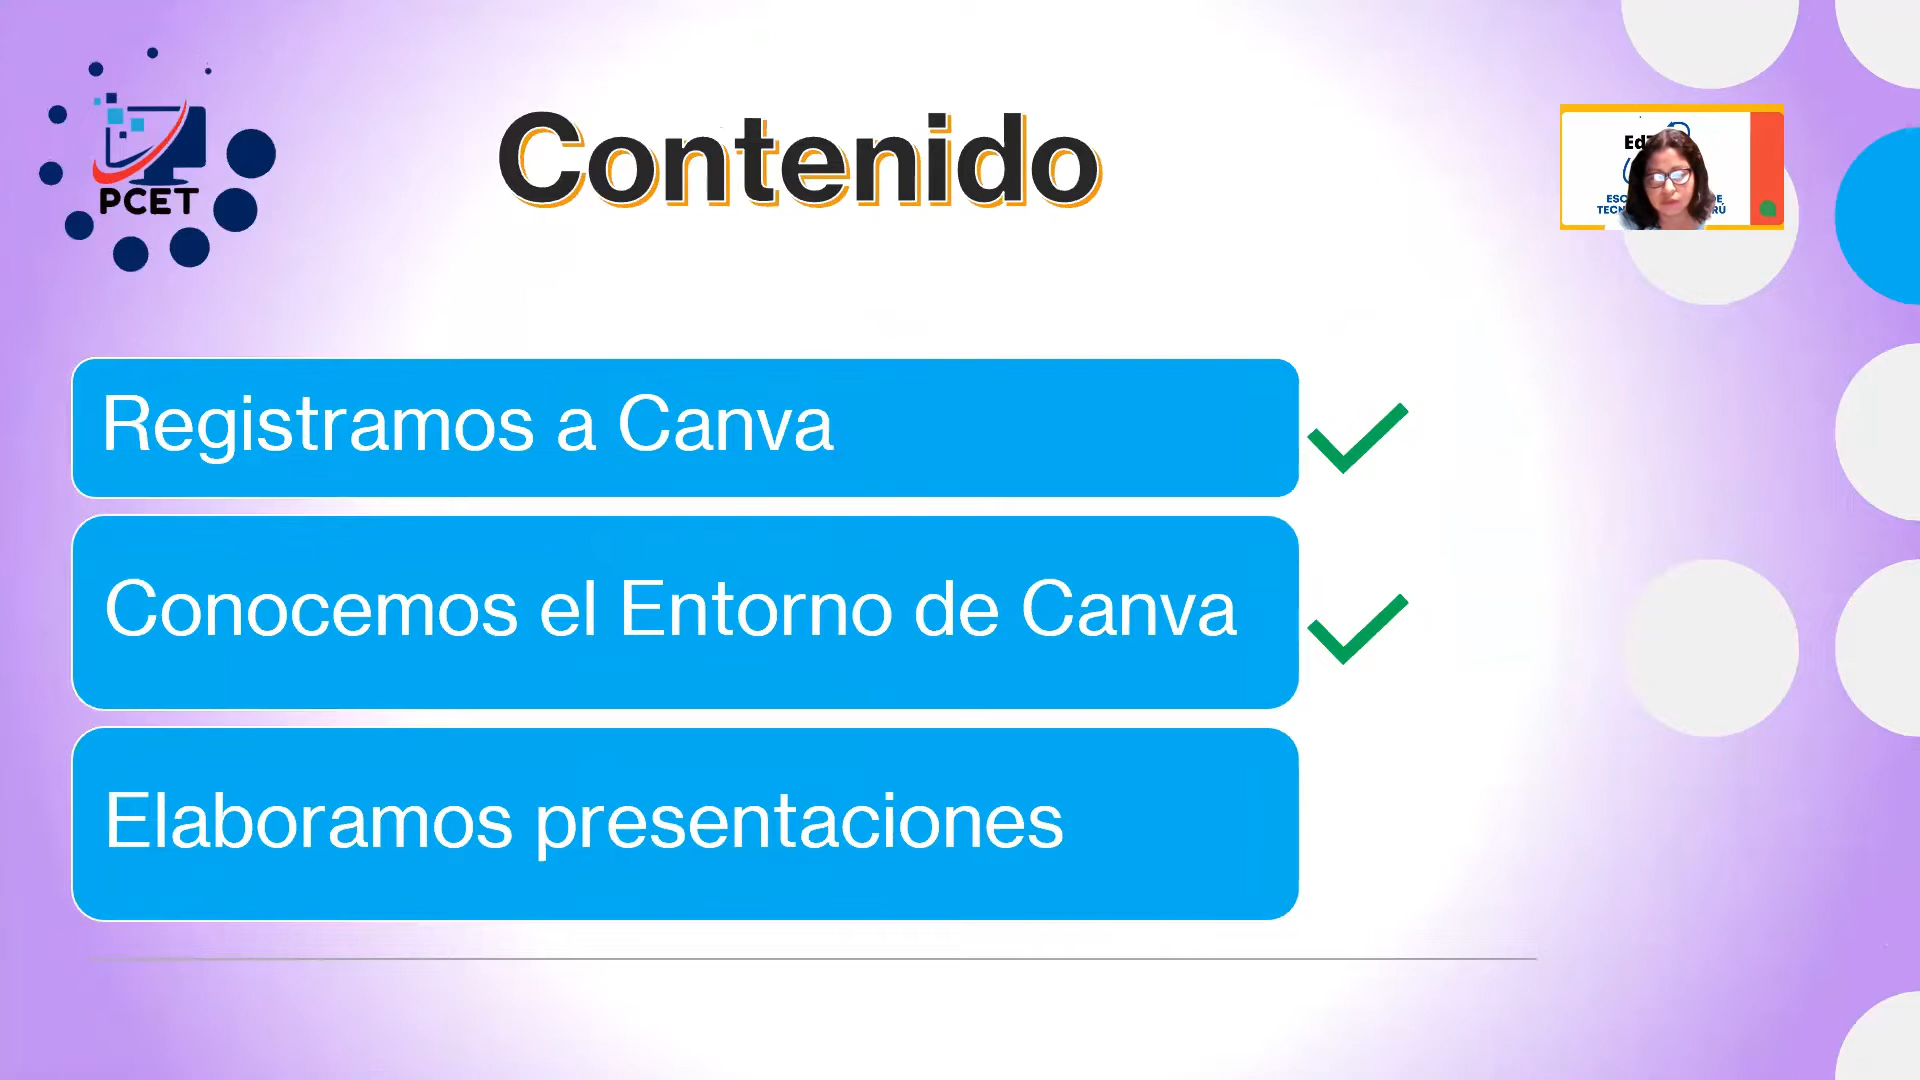 PCET
Contenido
Registramos a Canva
Conocemos el Entorno de Canva
Elaboramos presentaciones